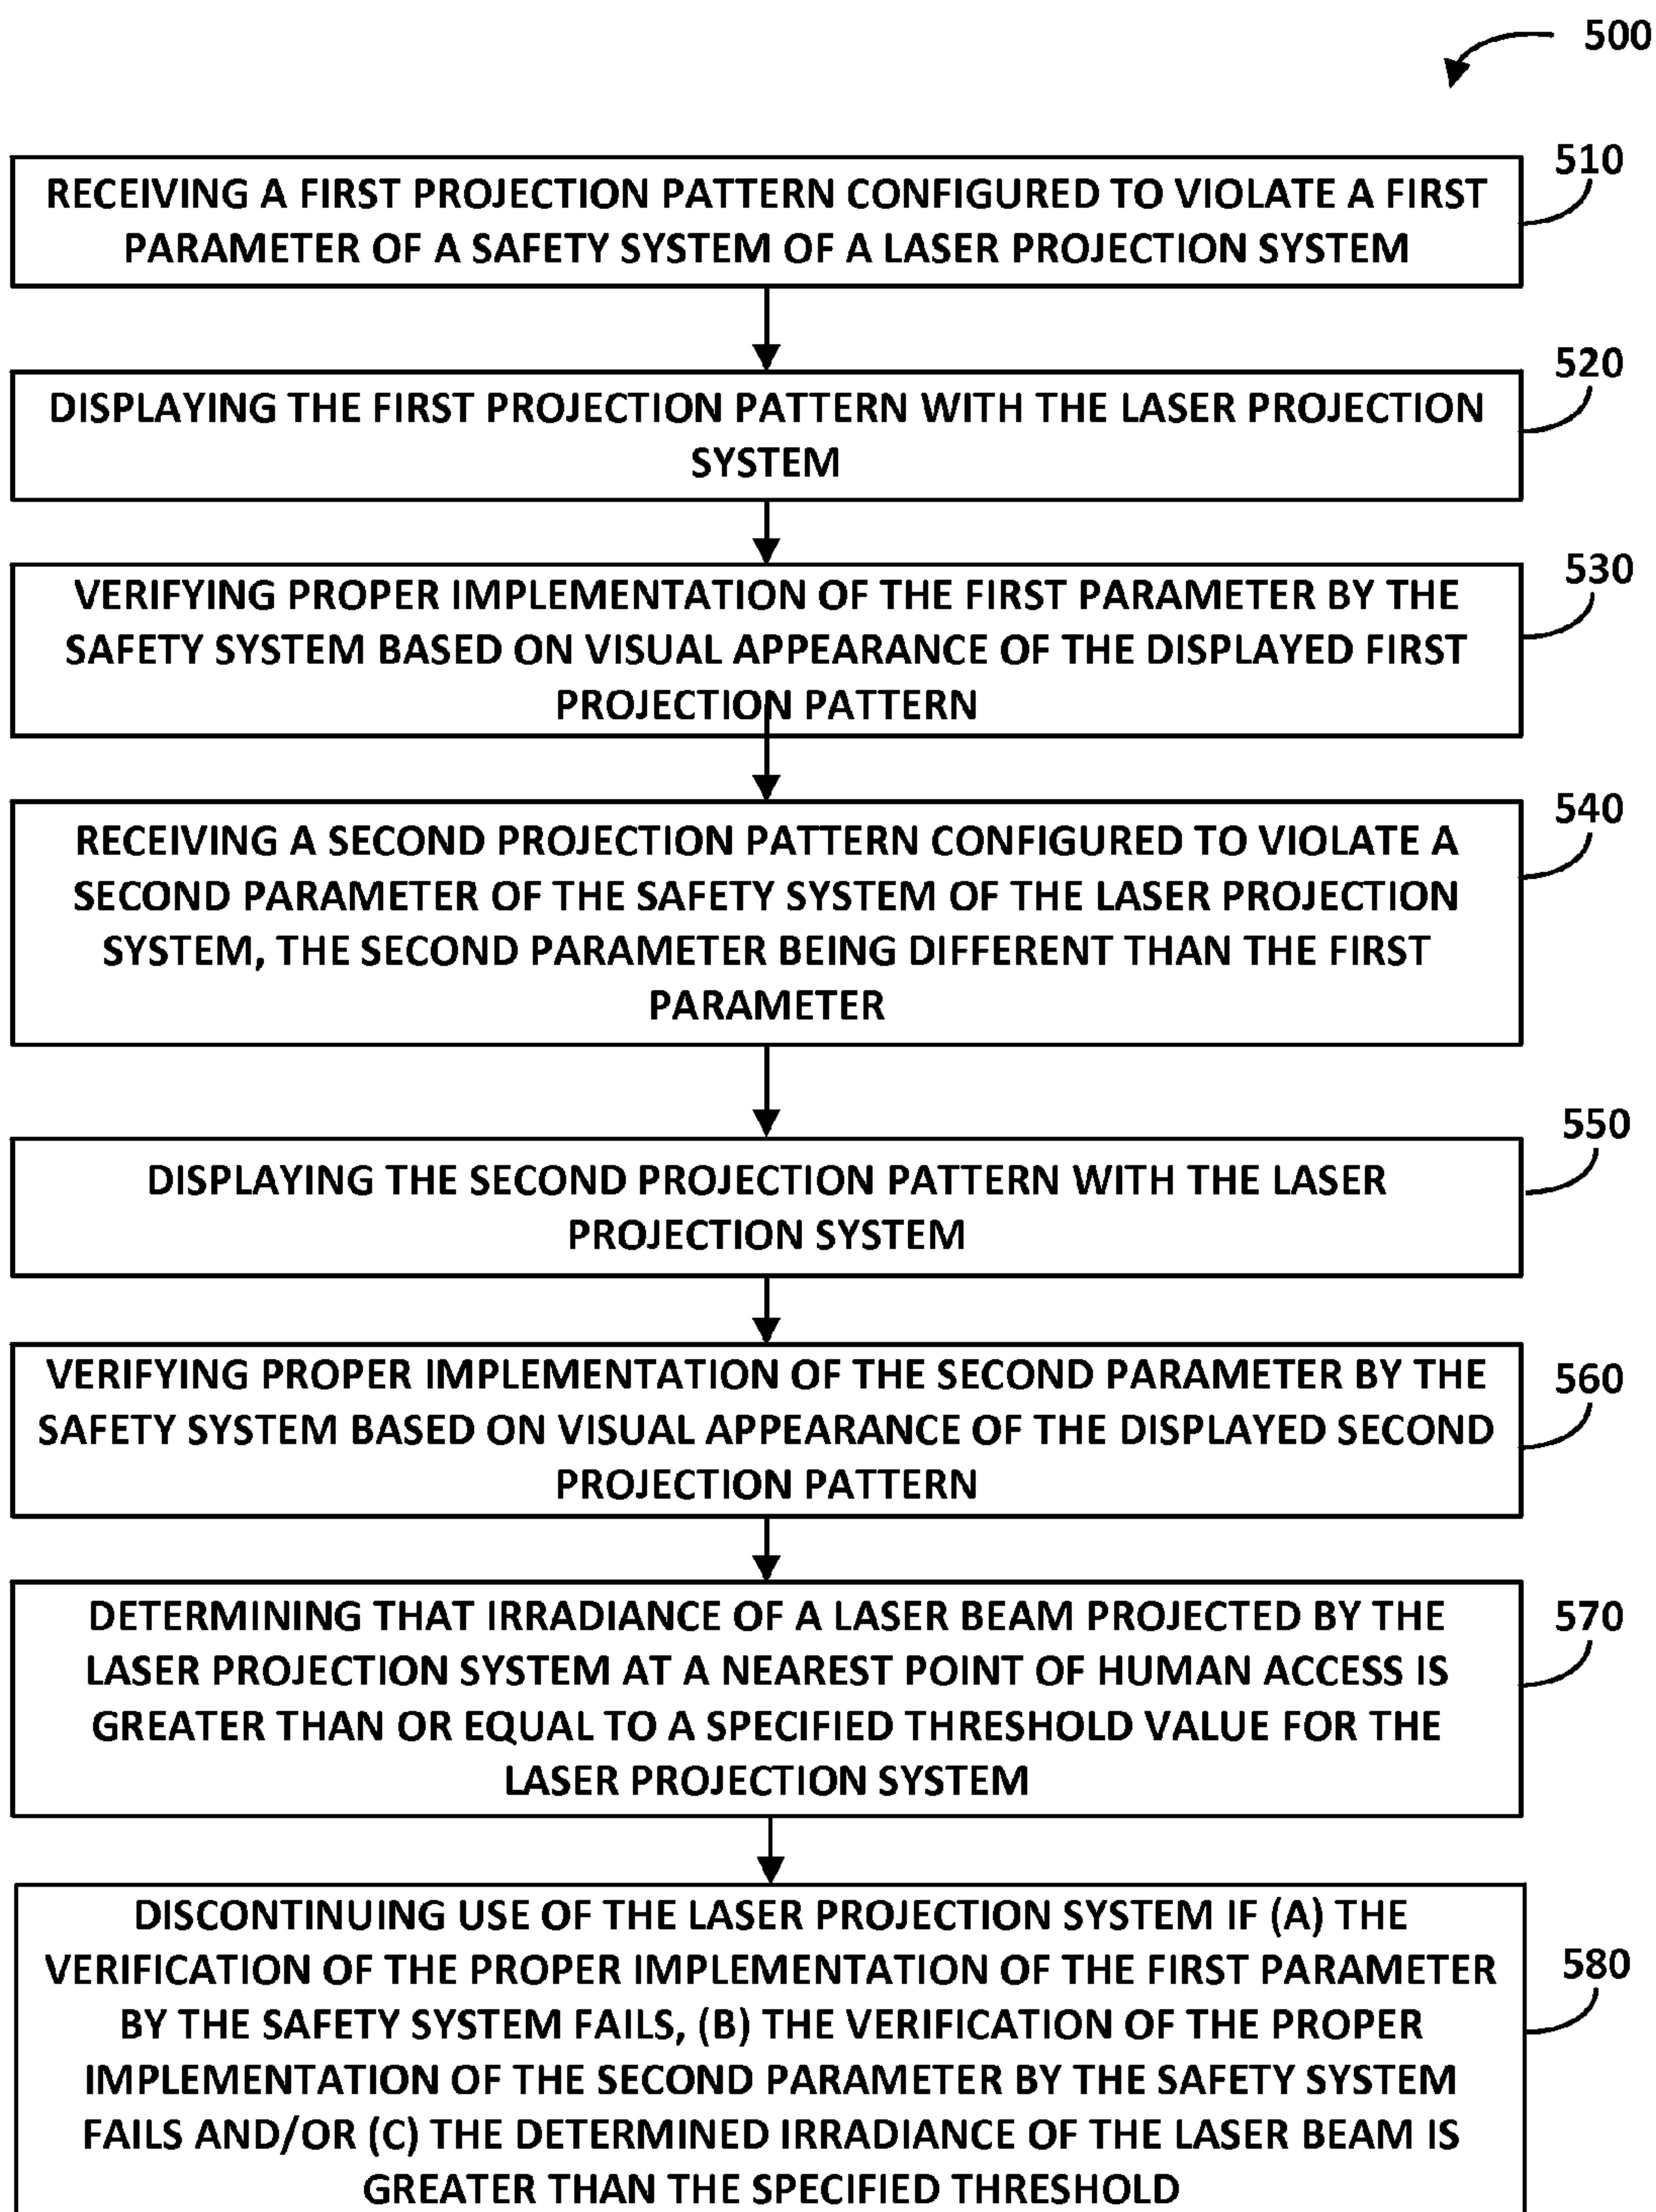 500
510
RECEIVING A FIRST PROJECTION PATTERN CONFIGURED TO VIOLATE A FIRST
PARAMETER OF A SAFETY SYSTEM OF A LASER PROJECTION SYSTEM
520
DISPLAYING THE FIRST PROJECTION PATTERN WITH THE LASER PROJECTION
SYSTEM
530
VERIFYING PROPER IMPLEMENTATION OF THE FIRST PARAMETER BY THE
SAFETY SYSTEM BASED ON VISUAL APPEARANCE OF THE DISPLAYED FIRST
PROJECTION PATTERN
540
RECEIVING A SECOND PROJECTION PATTERN CONFIGURED TO VIOLATE A
SECOND PARAMETER OF THE SAFETY SYSTEM OF THE LASER PROJECTION
SYSTEM, THE SECOND PARAMETER BEING DIFFERENT THAN THE FIRST
PARAMETER
550
DISPLAYING THE SECOND PROJECTION PATTERN WITH THE LASER
PROJECTION SYSTEM
560
VERIFYING PROPER IMPLEMENTATION OF THE SECOND PARAMETER BY THE
SAFETY SYSTEM BASED ON VISUAL APPEARANCE OF THE DISPLAYED SECOND
PROJECTION PATTERN
570
DETERMINING THAT IRRADIANCE OF A LASER BEAM PROJECTED BY THE
LASER PROJECTION SYSTEM AT A NEAREST POINT OF HUMAN ACCESS IS
GREATER THAN OR EQUAL TO A SPECIFIED THRESHOLD VALUE FOR THE
LASER PROJECTION SYSTEM
580
DISCONTINUING USE OF THE LASER PROJECTION SYSTEM IF (A) THE
VERIFICATION OF THE PROPER IMPLEMENTATION OF THE FIRST PARAMETER
BY THE SAFETY SYSTEM FAILS, (B) THE VERIFICATION OF THE PROPER
IMPLEMENTATION OF THE SECOND PARAMETER BY THE SAFETY SYSTEM
FAILS AND/OR (C) THE DETERMINED IRRADIANCE OF THE LASER BEAM IS
GREATER THAN THE SPECIFIED THRESHOLD